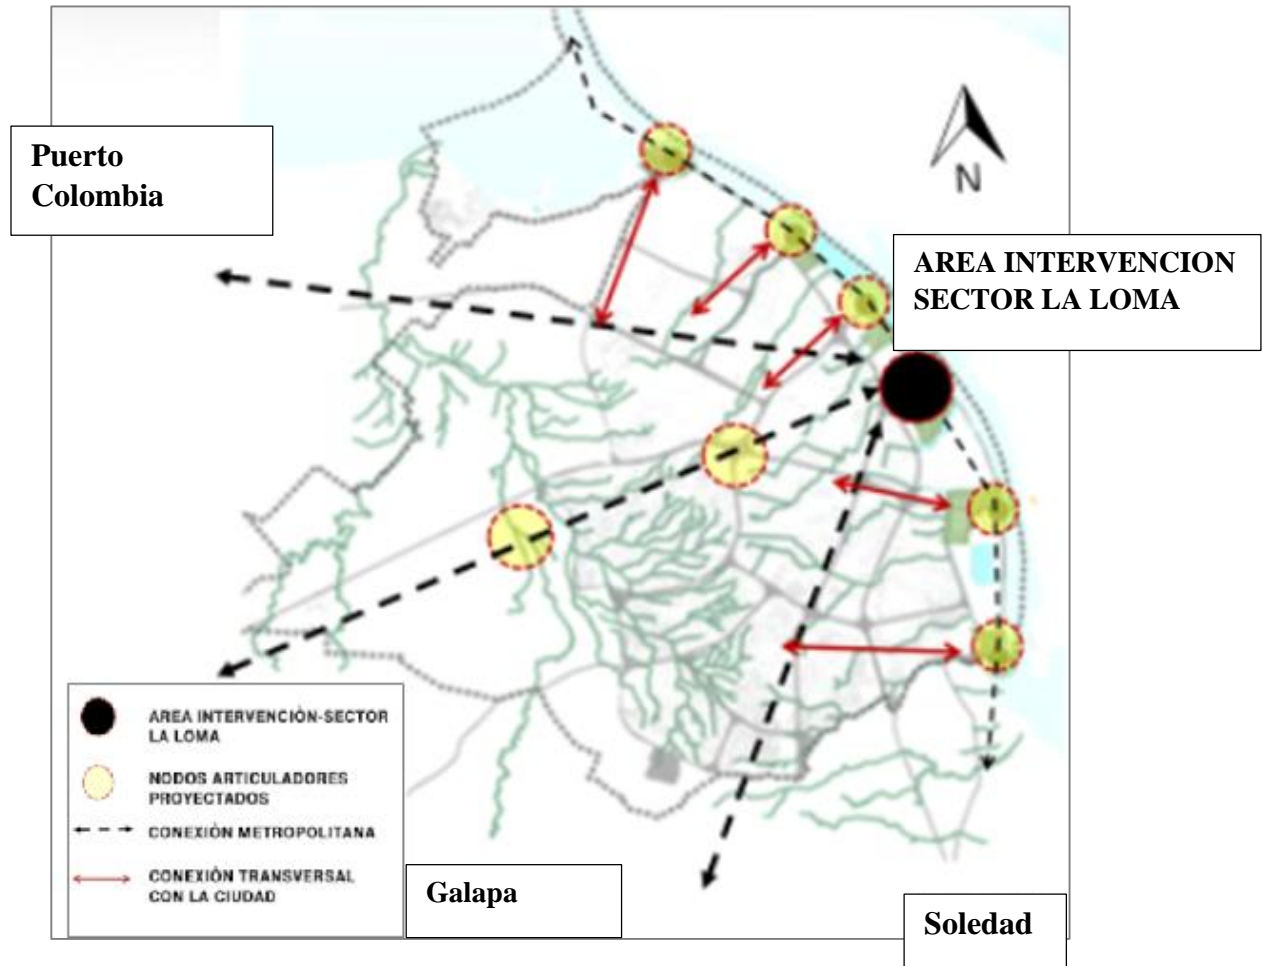 Puerto
Colombia
N
AREA INTERVENCION
SECTOR LA LOMA
AREA INTERVENCIÓN-SECTOR
LA LOMA
NODOS ARTICULADORES
PROYECTADOS
CONEXIÓN METROPOLITANA
CONEXIÓN TRANSVERSAL
CON LA CIUDAD
Galapa
Soledad